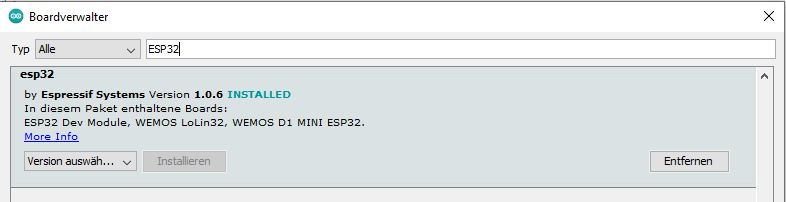 Boardverwalter
Typ Alle ESP32
esp32
by Espressif Systems Version 1.0.6 INSTALLED
In diesem Paket enthaltene Boards:
ESP32 Dev Module, WEMOS LoLin32, WEMOS D1 MINI ESP32.
More Info
Version auswäh... Installieren Entfernen